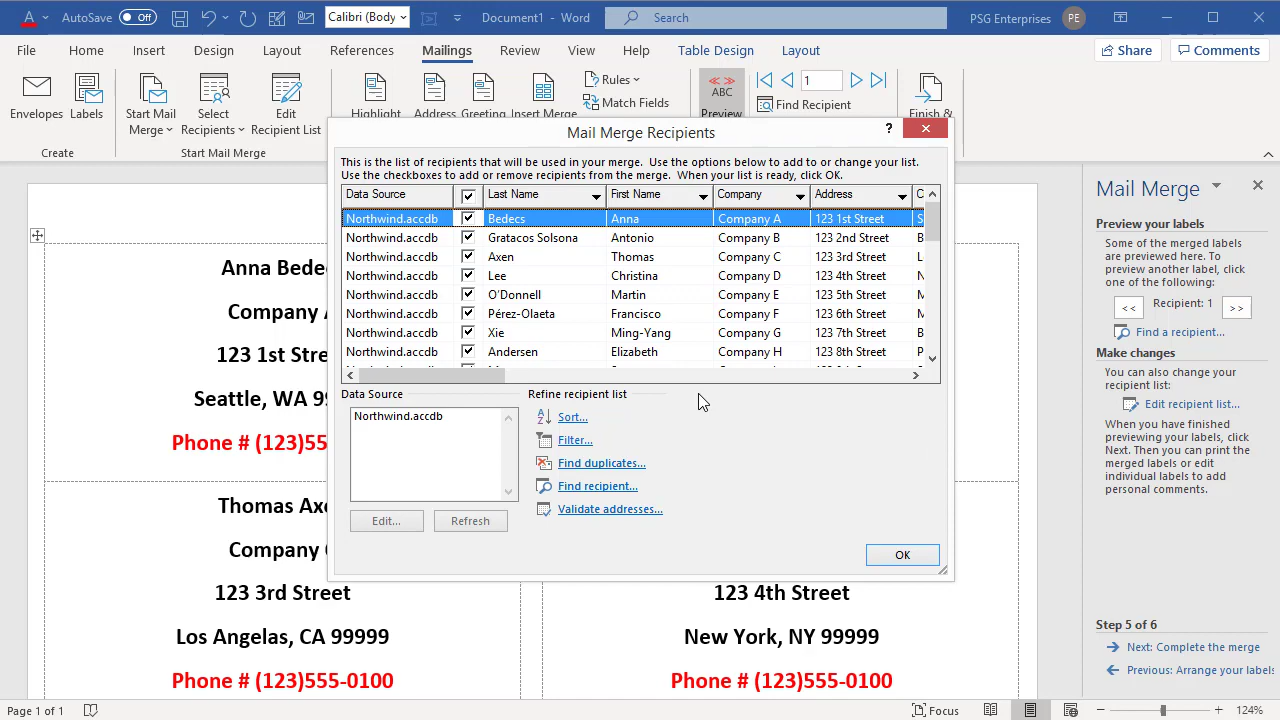 A AutoSave Off Calibri (Body Document1 - Word Search PSG Enterprises PE
File Home Insert Design Layout References Mailings Review View Help Table Design Layout Share Comments
Envelopes Labels Start Mail Merge Select Recipients Edit Recipient List Highlight Address Greeting Insert Merge Rules Match Fields ABC Preview 1 Find Recipient Finish &
Create Start Mail Merge
Mail Merge Recipients ?
This is the list of recipients that will be used in your merge. Use the options below to add to or change your list.
Use the checkboxes to add or remove recipients from the merge. When your list is ready, click OK.
Data Source Last Name First Name Company Address
Northwind.accdb Bedecs Anna Company A 123 1st Street S
Northwind.accdb Gratacos Solsona Antonio Company B 123 2nd Street B
Northwind.accdb Axen Thomas Company C 123 3rd Street L
Northwind.accdb Lee Christina Company D 123 4th Street N
Northwind.accdb O'Donnell Martin Company E 123 5th Street M
Northwind.accdb Pérez-Olaeta Francisco Company F 123 6th Street M
Northwind.accdb Xie Ming-Yang Company G 123 7th Street B
Northwind.accdb Andersen Elizabeth Company H 123 8th Street P
Data Source
Northwind.accdb
Edit... Refresh
Refine recipient list
Sort...
Filter...
Find duplicates...
Find recipient...
Validate addresses...
OK
Anna Bede
Company
123 1st Stre
Seattle, WA 9
Phone # (123)55
Thomas Axe
Company
123 3rd Street
Los Angelas, CA 99999
Phone # (123)555-0100
123 4th Street
New York, NY 99999
Phone # (123)555-0100
Mail Merge
Preview your labels
Some of the merged labels
are previewed here. To
preview another label, click
one of the following:
<< Recipient: 1 >>
Find a recipient...
Make changes
You can also change your
recipient list:
Edit recipient list...
When you have finished
previewing your labels, click
Next. Then you can print the
merged labels or edit
individual labels to add
personal comments.
Step 5 of 6
Next: Complete the merge
Previous: Arrange your labels
Page 1 of 1 Focus 124%